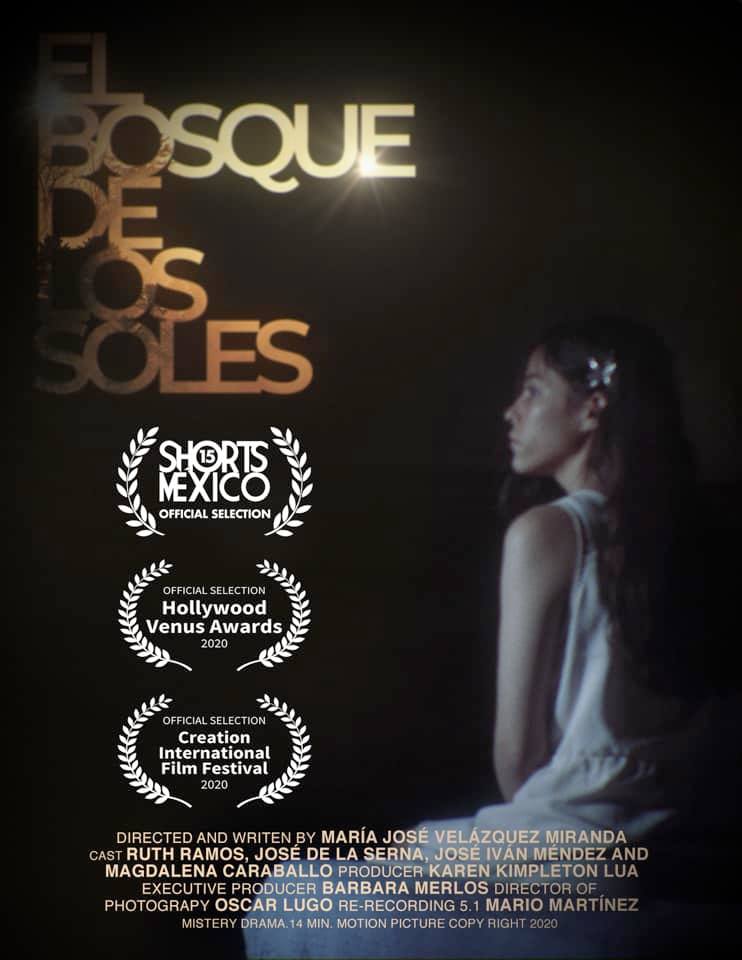 EL
BOSQUE
DE
LOS
SOLES
SHORTS
15
MÉXICO
OFFICIAL SELECTION
OFFICIAL SELECTION
Hollywood
Venus Awards
2020
OFFICIAL SELECTION
Creation
International
Film Festival
2020
DIRECTED AND WRITEN BY MARÍA JOSÉ VELÁZQUEZ MIRANDA
CAST RUTH RAMOS, JOSÉ DE LA SERNA, JOSÉ IVÁN MÉNDEZ AND
MAGDALENA CARABALLO PRODUCER KAREN KIMPLETON LUA
EXECUTIVE PRODUCER BARBARA MERLOS DIRECTOR OF
PHOTOGRAPY OSCAR LUGO RE-RECORDING 5.1 MARIO MARTÍNEZ
MISTERY DRAMA.14 MIN. MOTION PICTURE COPY RIGHT 2020